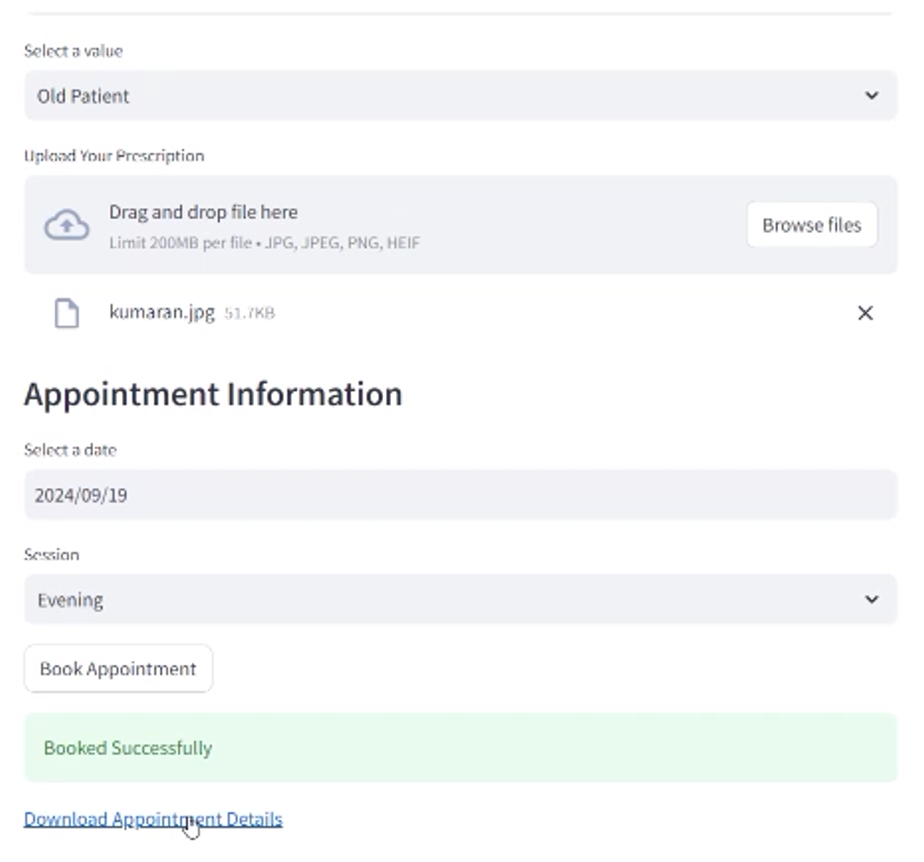 Select a value
Old Patient
Upload Your Prescription
Drag and drop file here
Limit 200MB per file • JPG, JPEG, PNG, HEIF
Browse files
kumaran.jpg 51.7KB
Appointment Information
Select a date
2024/09/19
Session
Evening
Book Appointment
Booked Successfully
Download Appointment Details